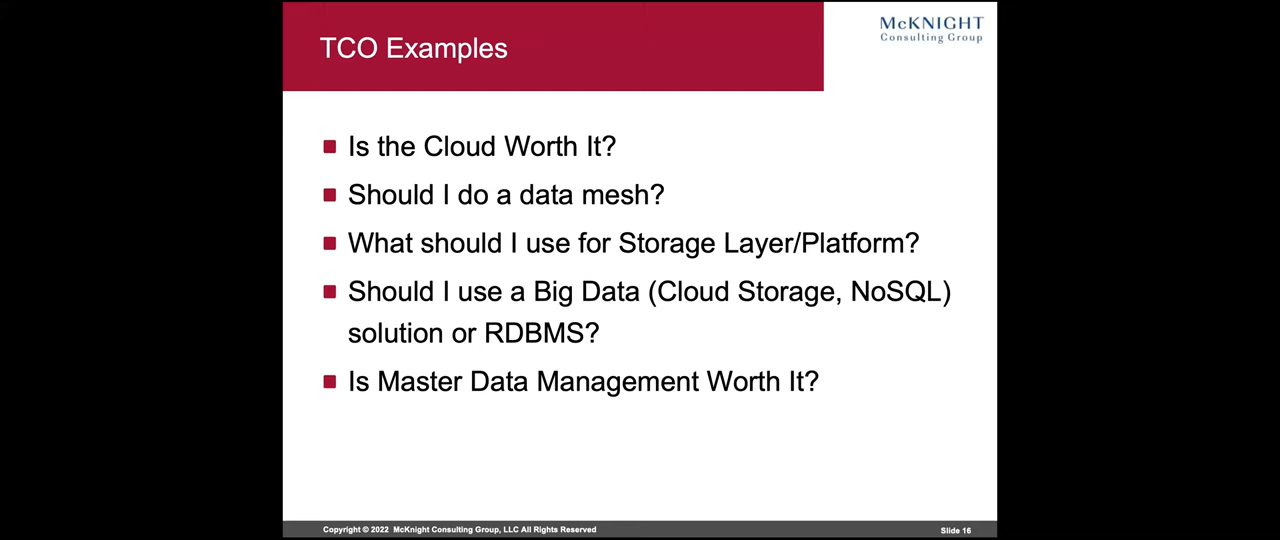 TCO Examples
McKNIGHT
Consulting Group
Is the Cloud Worth It?
Should I do a data mesh?
What should I use for Storage Layer/Platform?
Should I use a Big Data (Cloud Storage, NoSQL)
solution or RDBMS?
Is Master Data Management Worth It?
Copyright © 2022 McKnight Consulting Group, LLC All Rights Reserved
Slide 16